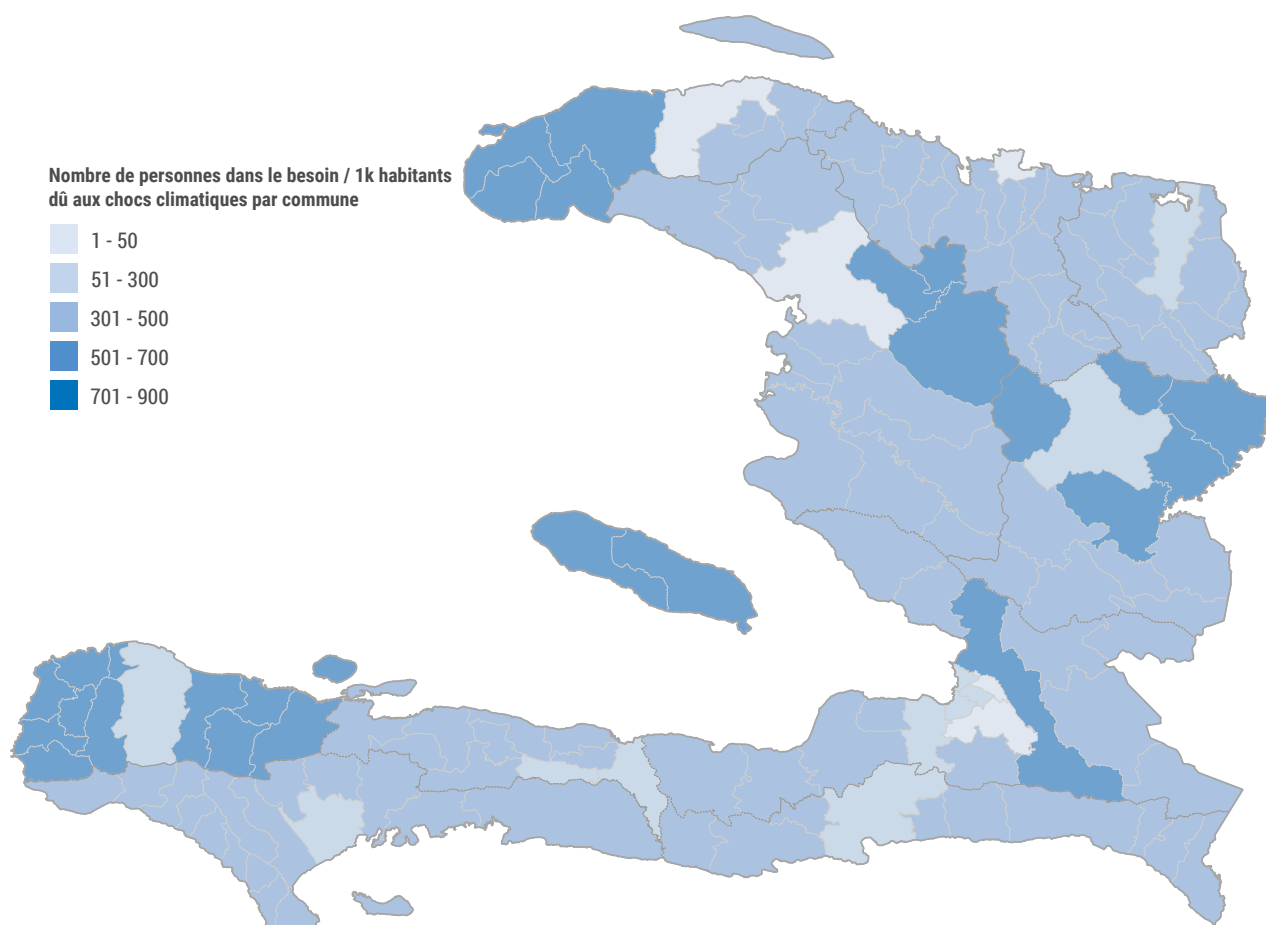 Nombre de personnes dans le besoin / 1k habitants
dû aux chocs climatiques par commune
1 - 50
51 - 300
301 - 500
501 - 700
701 - 900